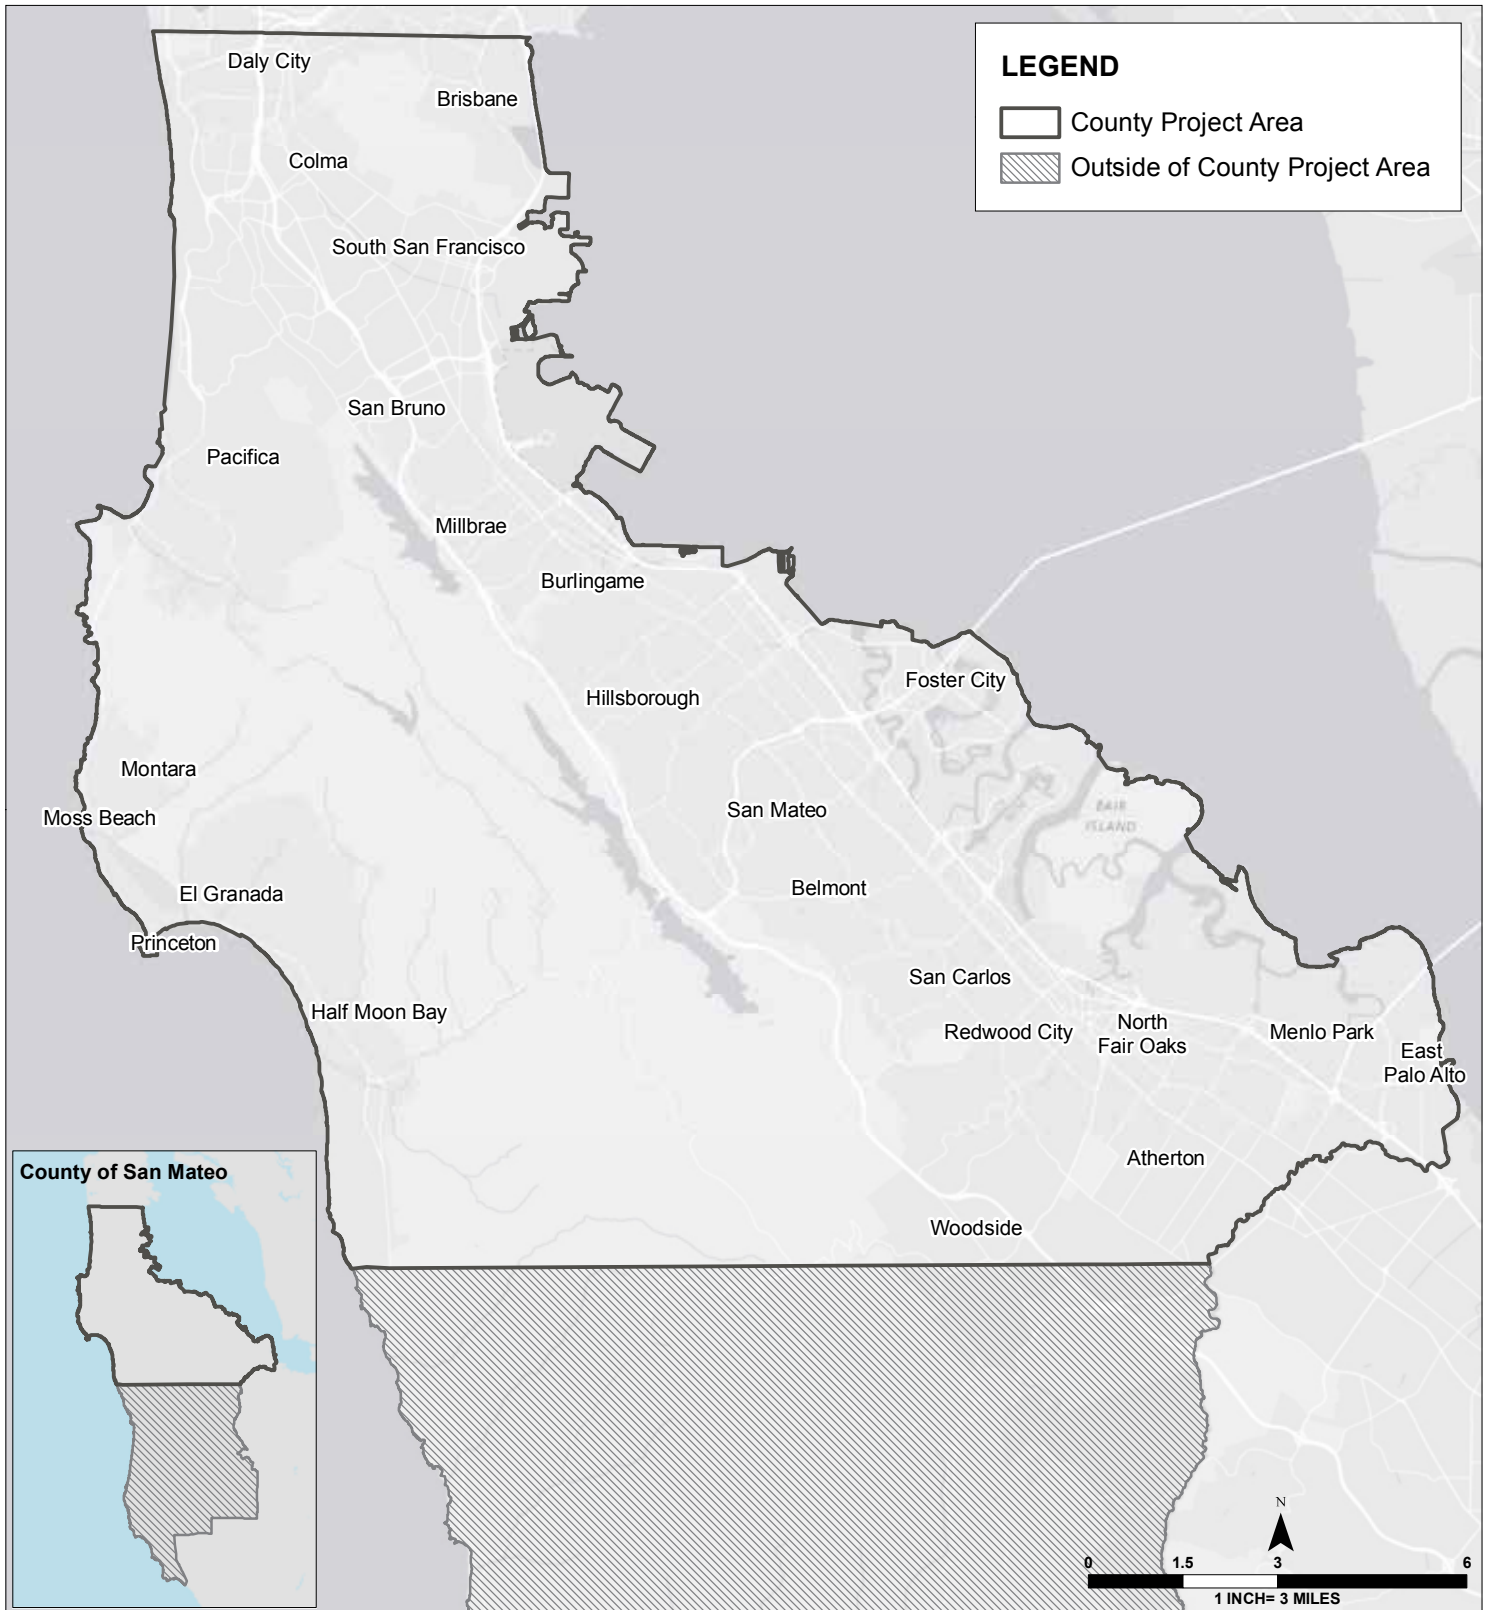 LEGEND
County Project Area
Outside of County Project Area
Daly City
Brisbane
Colma
South San Francisco
San Bruno
Pacifica
Millbrae
Burlingame
Foster City
Hillsborough
Montara
San Mateo
BAIR
ISLAND
Moss Beach
Belmont
El Granada
Princeton
San Carlos
Half Moon Bay
Redwood City
North
Fair Oaks
Menlo Park
East
Palo Alto
Atherton
Woodside
County of San Mateo
N
0 1.5 3 6
1 INCH= 3 MILES